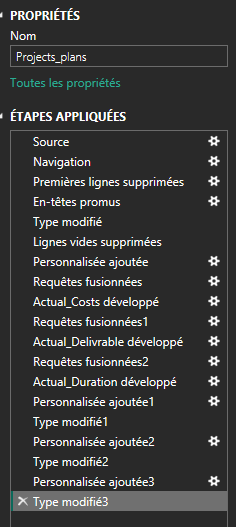 PROPRIÉTÉS
Nom
Projects_plans
Toutes les propriétés
ÉTAPES APPLIQUÉES
Source
Navigation
Premières lignes supprimées
En-têtes promus
Type modifié
Lignes vides supprimées
Personnalisée ajoutée
Requêtes fusionnées
Actual_Costs développé
Requêtes fusionnées1
Actual_Delivrable développé
Requêtes fusionnées2
Actual_Duration développé
Personnalisée ajoutée1
Type modifié1
Personnalisée ajoutée2
Type modifié2
Personnalisée ajoutée3
Type modifié3